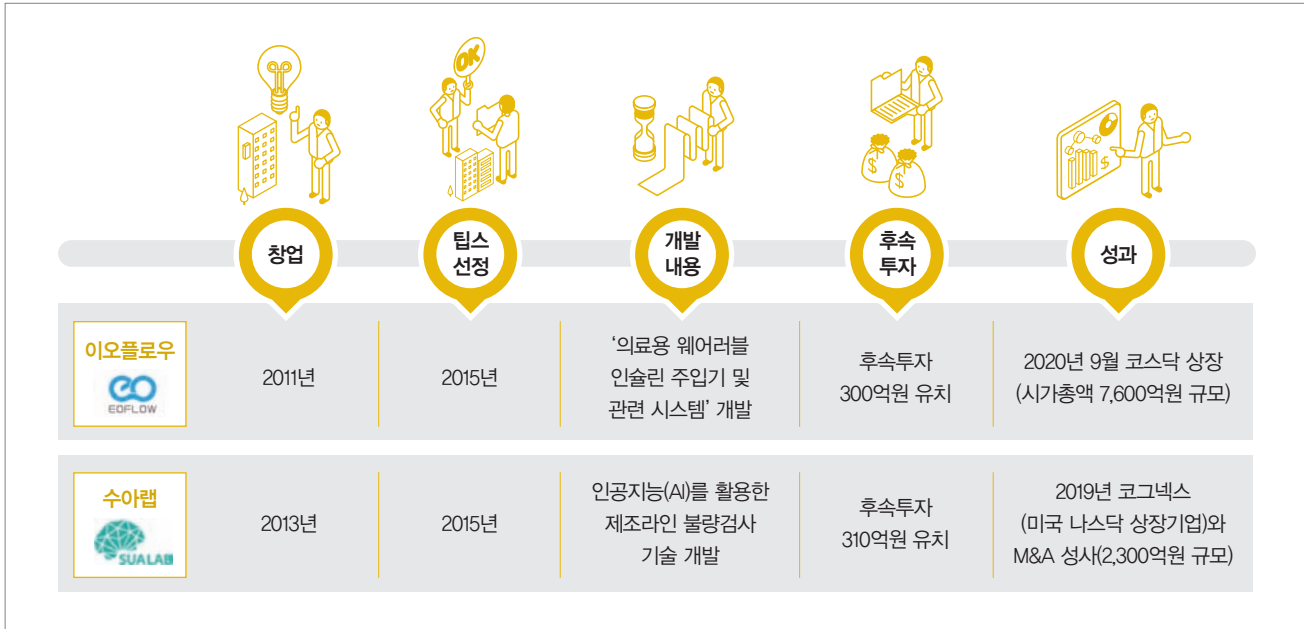 OK
$
$
$
창업
팁스
선정
개발
내용
후속
투자
성과
이오플로우
EOFLOW
2011년
2015년
‘의료용 웨어러블
인슐린 주입기 및
관련 시스템’ 개발
후속투자
300억원 유치
2020년 9월 코스닥 상장
(시가총액 7,600억원 규모)
수아랩
SUALAB
2013년
2015년
인공지능(AI)를 활용한
제조라인 불량검사
기술 개발
후속투자
310억원 유치
2019년 코그넥스
(미국 나스닥 상장기업)와
M&A 성사(2,300억원 규모)